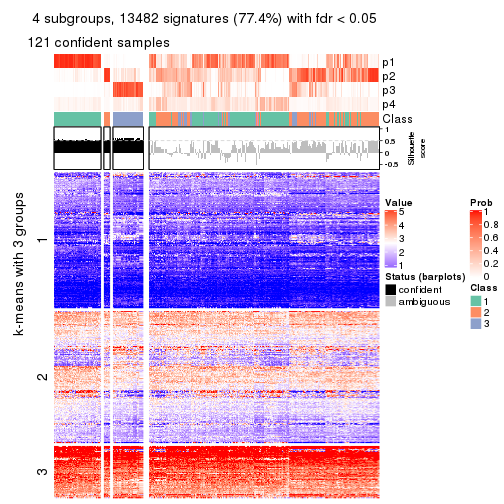 4 subgroups, 13482 signatures (77.4%) with fdr < 0.05
121 confident samples
p1
p2
p3
p4
Class
1
0.5
0
-0.5
Silhouette
score
k-means with 3 groups
1
2
3
Value
5
4
3
2
1
Status (barplots)
confident
ambiguous
Prob
1
0.8
0.6
0.4
0.2
0
Class
1
2
3